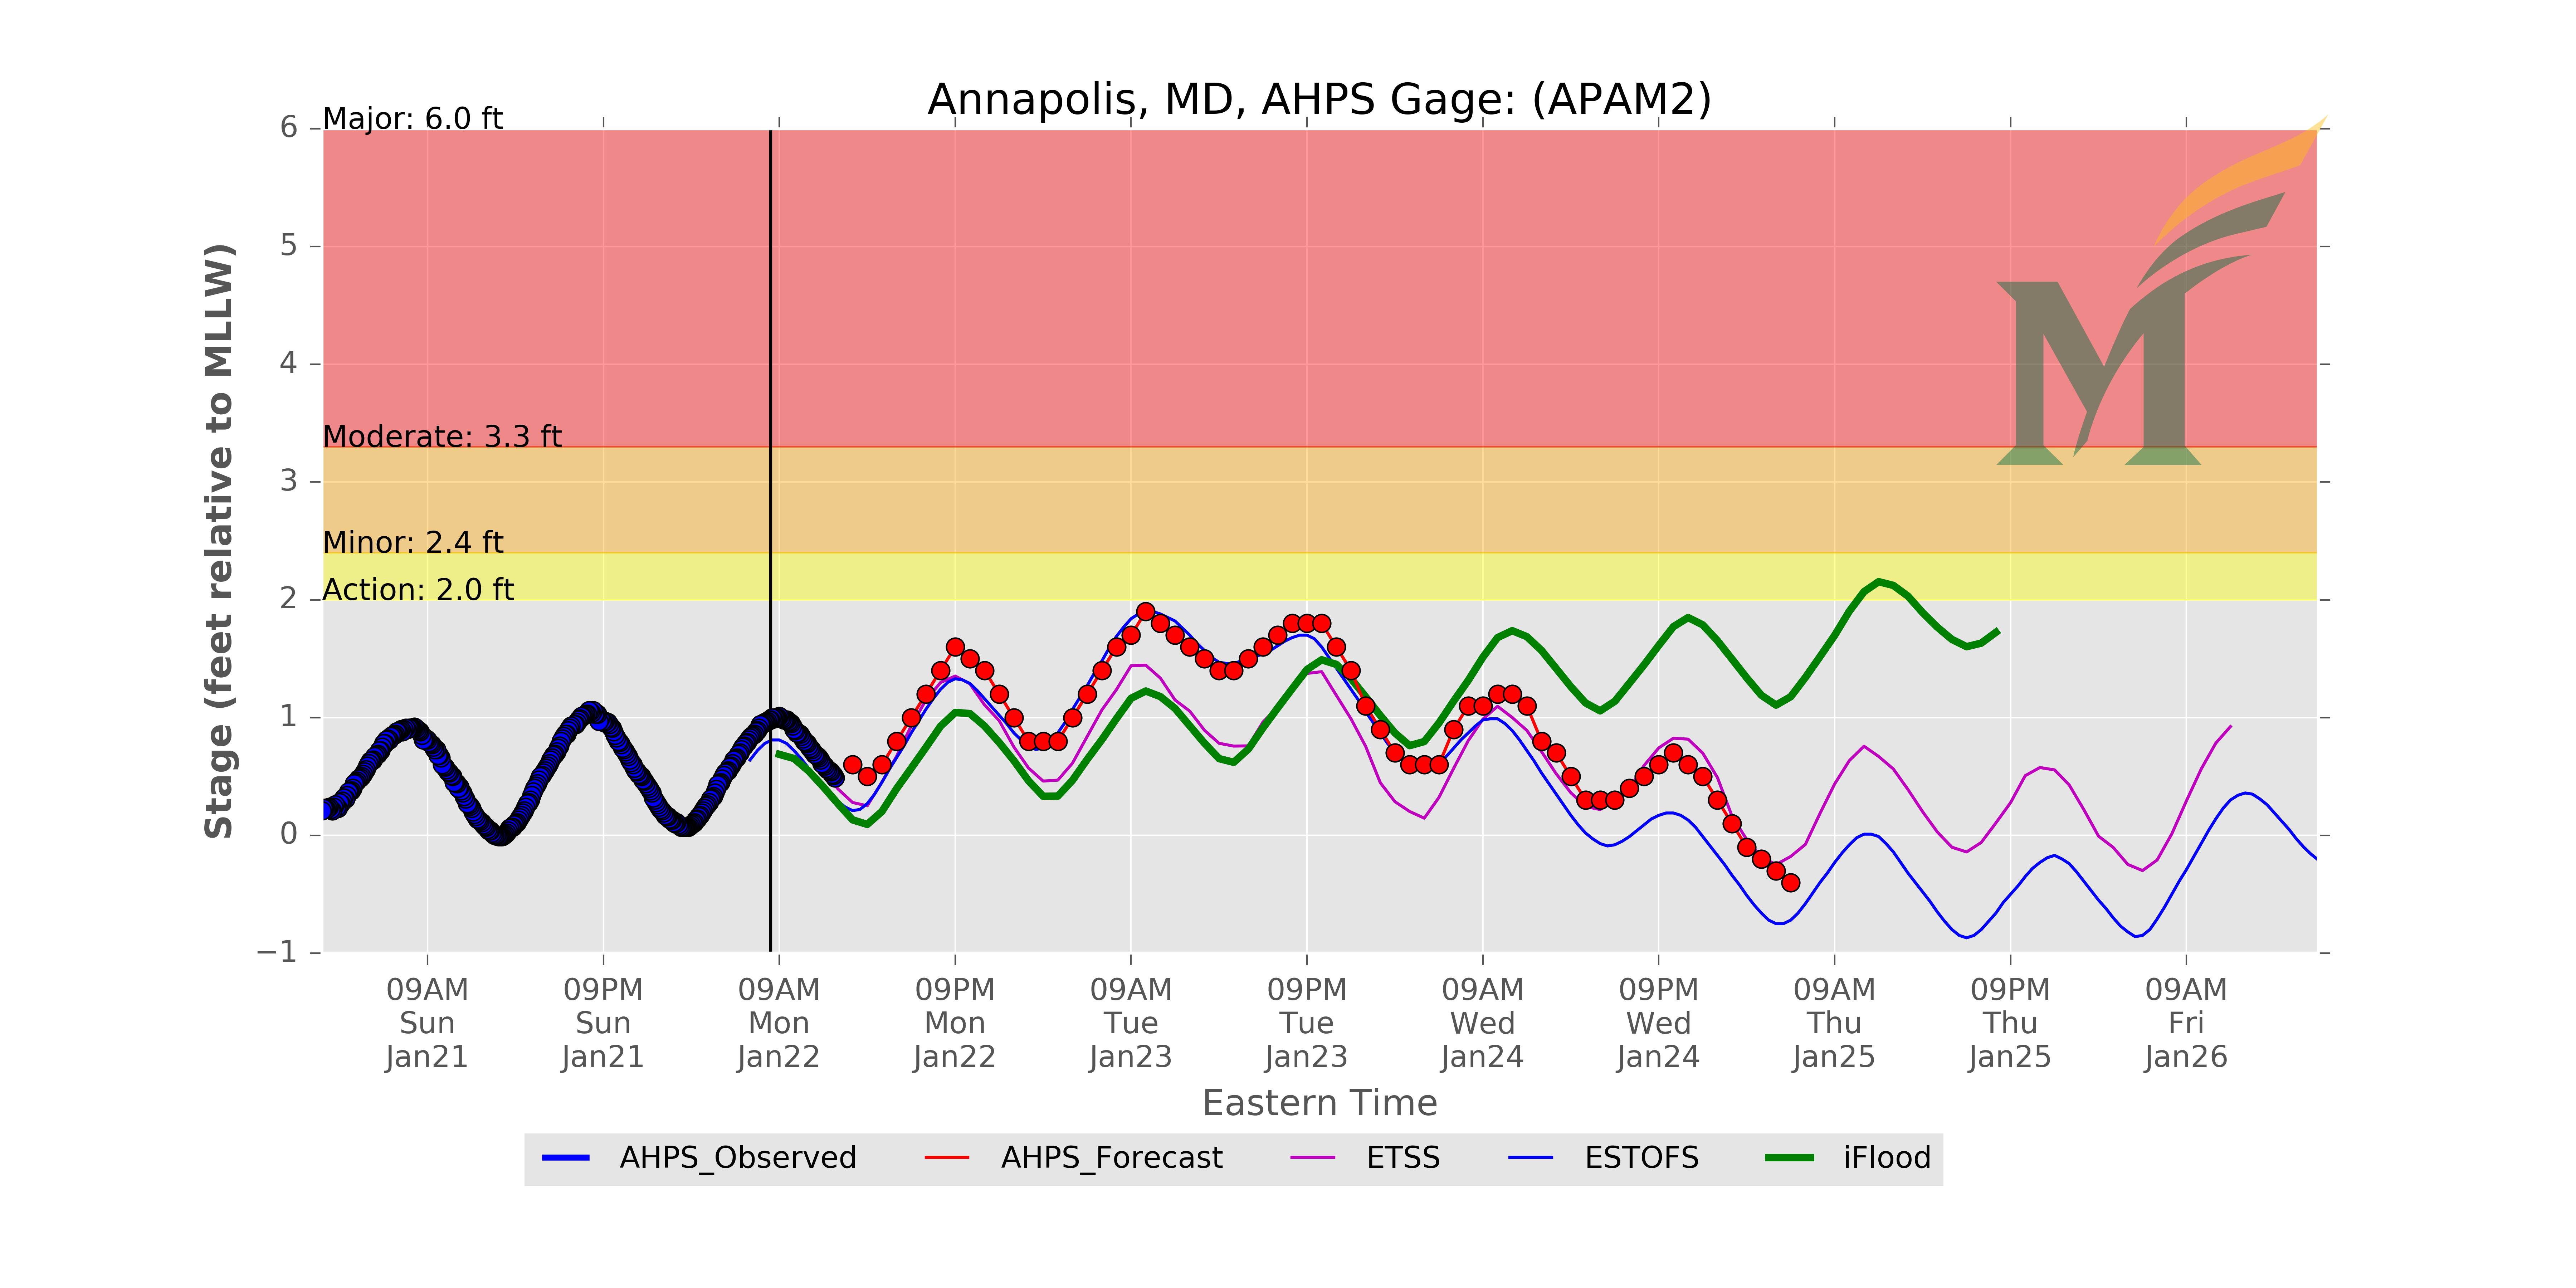 Annapolis, MD, AHPS Gage: (APAM2)
Major: 6.0 ft
Moderate: 3.3 ft
Minor: 2.4 ft
Action: 2.0 ft
Stage (feet relative to MLLW)
6
5
4
3
2
1
0
−1
09AM 09PM 09AM 09PM 09AM 09PM 09AM 09PM 09AM 09PM 09AM
Sun Sun Mon Mon Tue Tue Wed Wed Thu Thu Fri
Jan21 Jan21 Jan22 Jan22 Jan23 Jan23 Jan24 Jan24 Jan25 Jan25 Jan26
Eastern Time
AHPS_Observed AHPS_Forecast ETSS ESTOFS iFlood
M